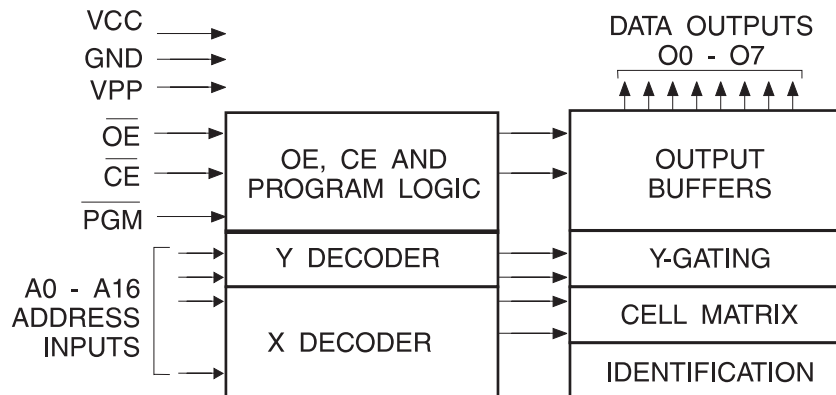 VCC
GND
VPP
OE
CE
PGM
A0 - A16
ADDRESS
INPUTS
OE, CE AND
PROGRAM LOGIC
Y DECODER
X DECODER
DATA OUTPUTS
O0 - O7
OUTPUT
BUFFERS
Y-GATING
CELL MATRIX
IDENTIFICATION